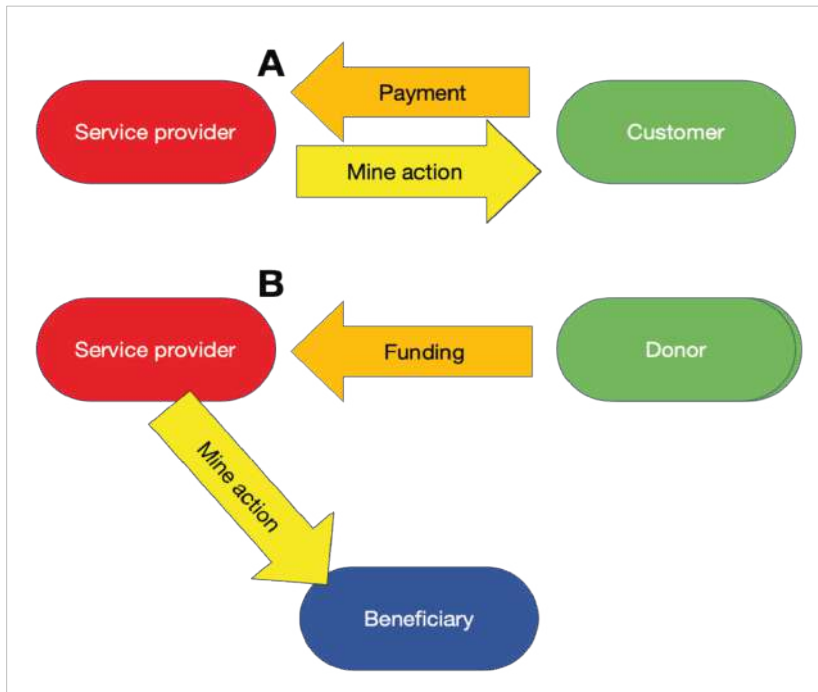 A
Service provider
Payment
Customer
Mine action
B
Service provider
Funding
Donor
Mine action
Beneficiary